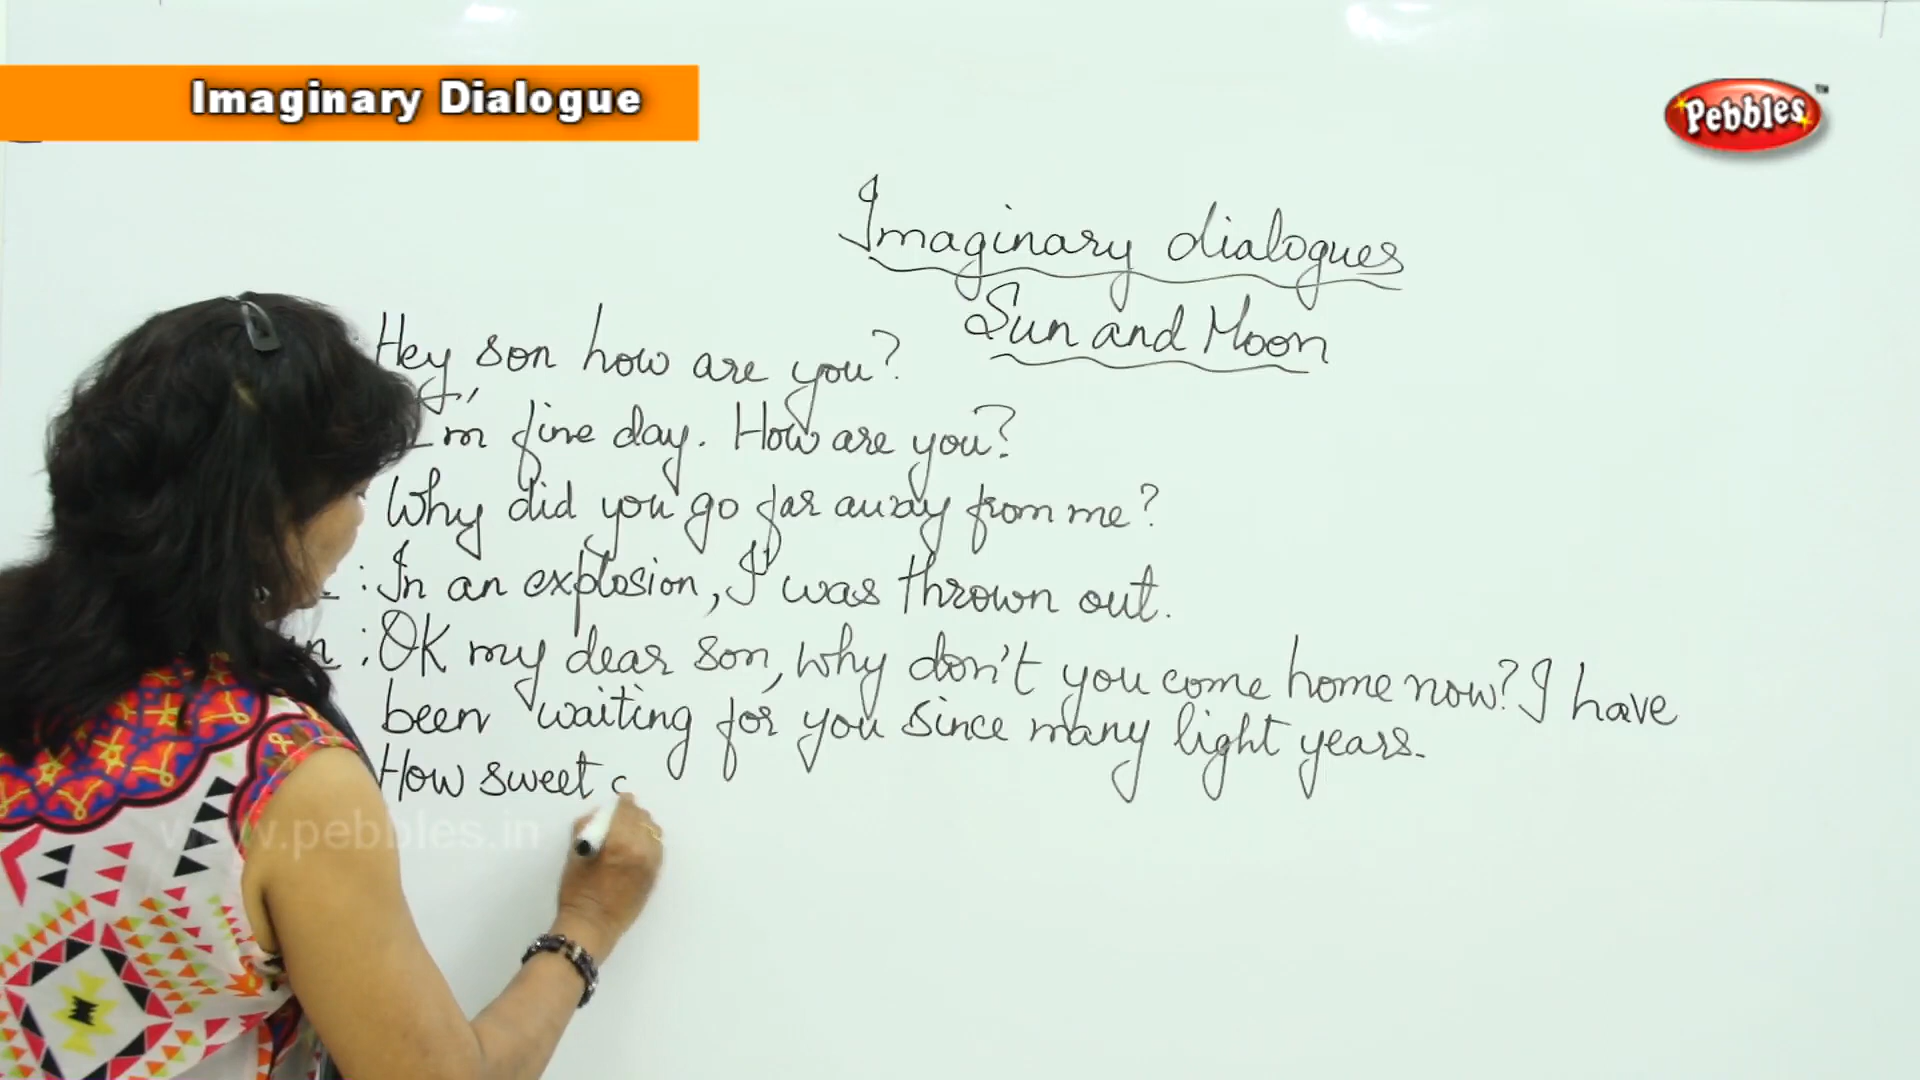 Imaginary Dialogue
Pebbles™
Imaginary dialogues
Sun and Moon
Hey son how are you?
I'm fine day. How are you?
Why did you go far away from me?
: In an explosion, I was thrown out.
: OK my dear son, why don't you come home now? I have
been waiting for you since many light years.
How sweet
www.pebbles.in